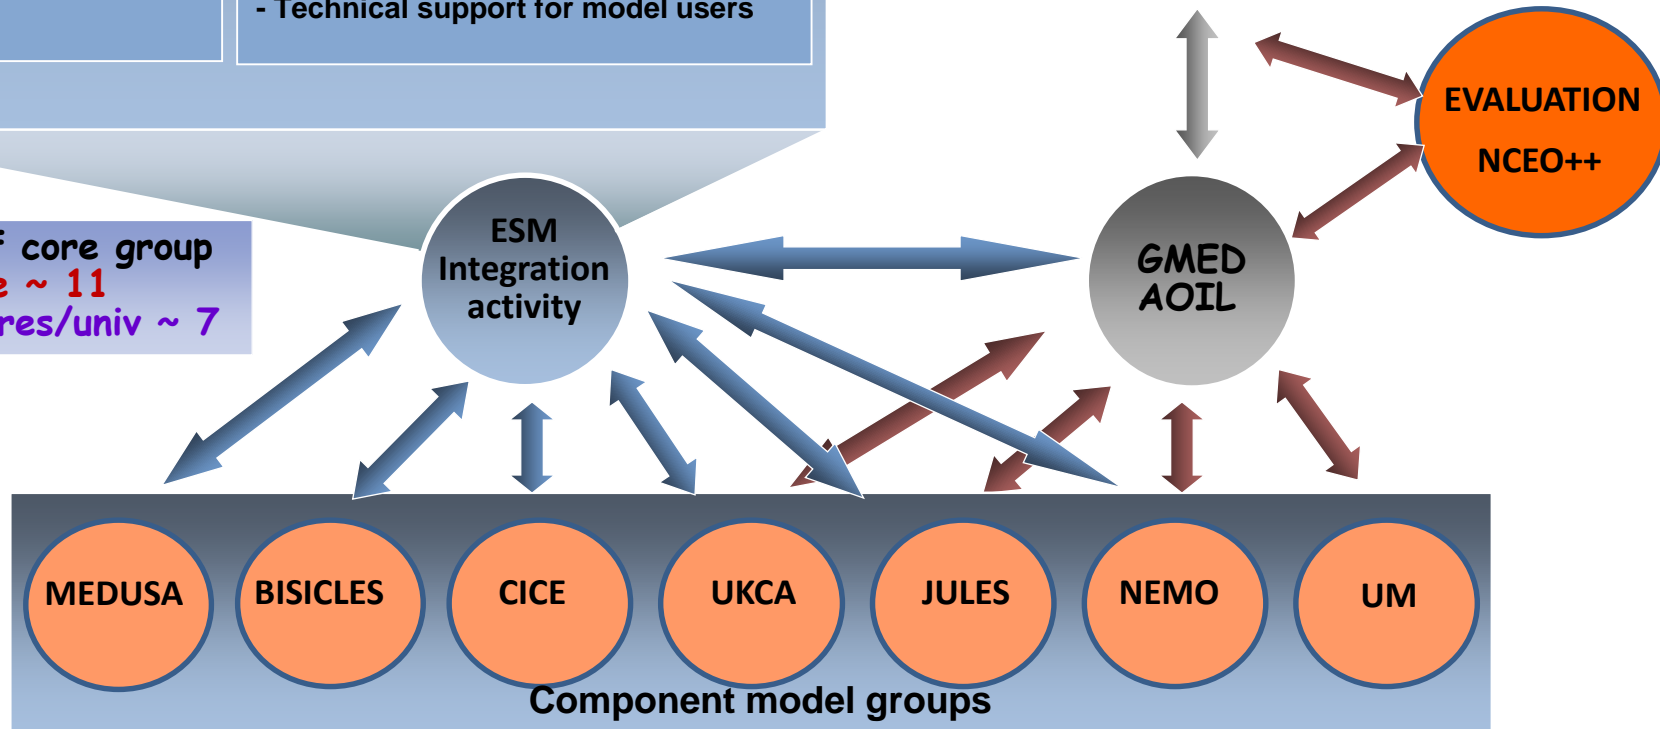 - Technical support for model users
EVALUATION
NCEO++
ESM
Integration
activity
GMED
AOIL
core group
~ 11
res/univ ~ 7
MEDUSA
BISICLES
CICE
UKCA
JULES
NEMO
UM
Component model groups